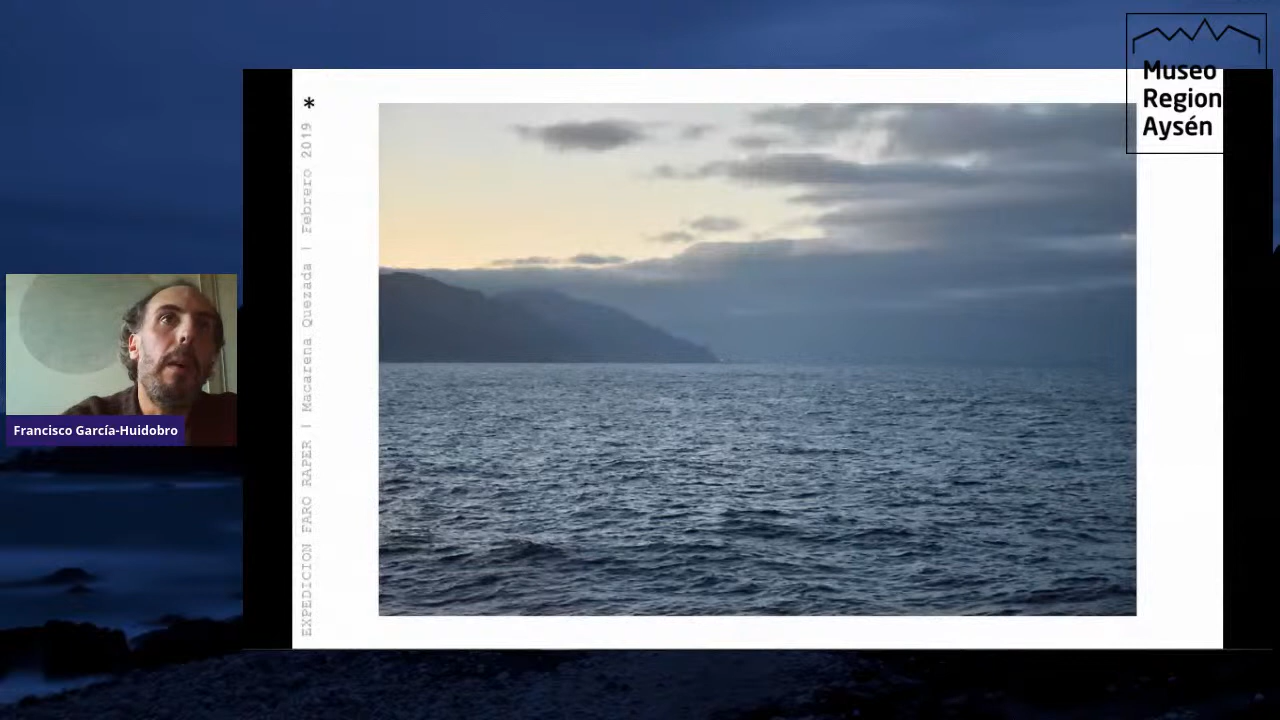 Museo
Region
Aysén
*
EXPEDICION FARO RAPER | Macarena Quezada | Febrero 2019
Francisco García-Huidobro